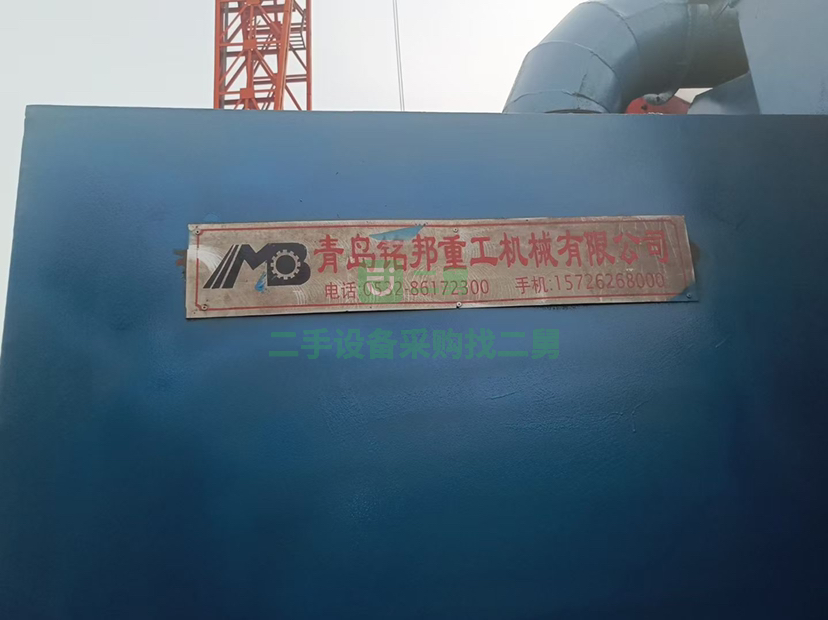 MB 青岛铭邦重工机械有限公司
电话:0532-86172300 手机:15726268000
二手设备采购找二舅